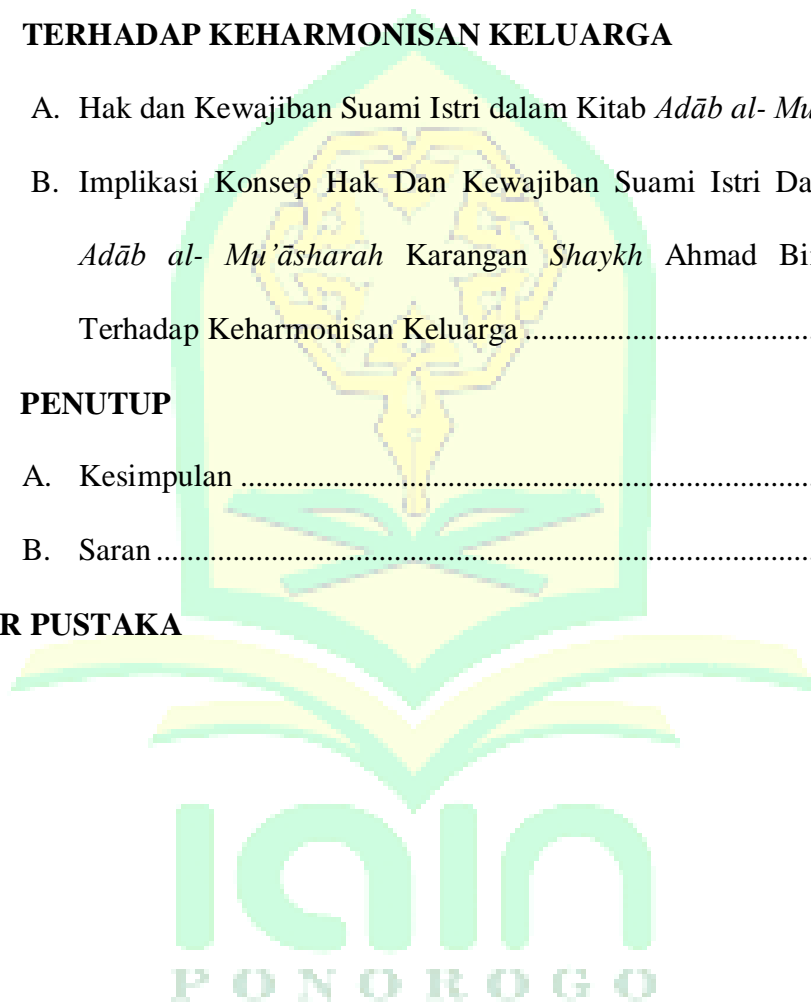 TERHADAP KEHARMONISAN KELUARGA
A. Hak dan Kewajiban Suami Istri dalam Kitab Adāb al- Mu
B. Implikasi Konsep Hak Dan Kewajiban Suami Istri Da
Adāb al- Mu’āsharah Karangan Shaykh Ahmad Bi
Terhadap Keharmonisan Keluarga ....................................
PENUTUP
A. Kesimpulan ........................................................................
B. Saran ..................................................................................
R PUSTAKA
iain
PONOROGO